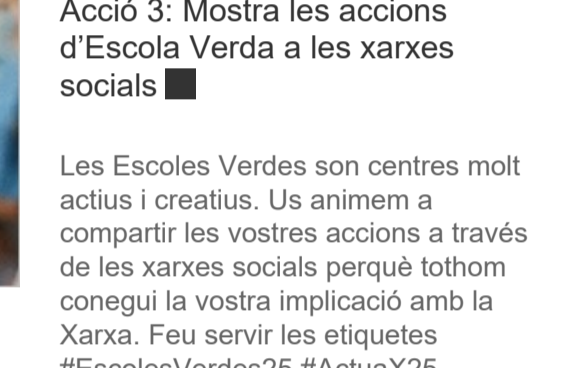 Acció 3: Mostra les accions
d’Escola Verda a les xarxes
socials
Les Escoles Verdes son centres molt
actius i creatius. Us animem a
compartir les vostres accions a través
de les xarxes socials perquè tothom
conegui la vostra implicació amb la
Xarxa. Feu servir les etiquetes
#EscolesVerdes25 #ActuaX25